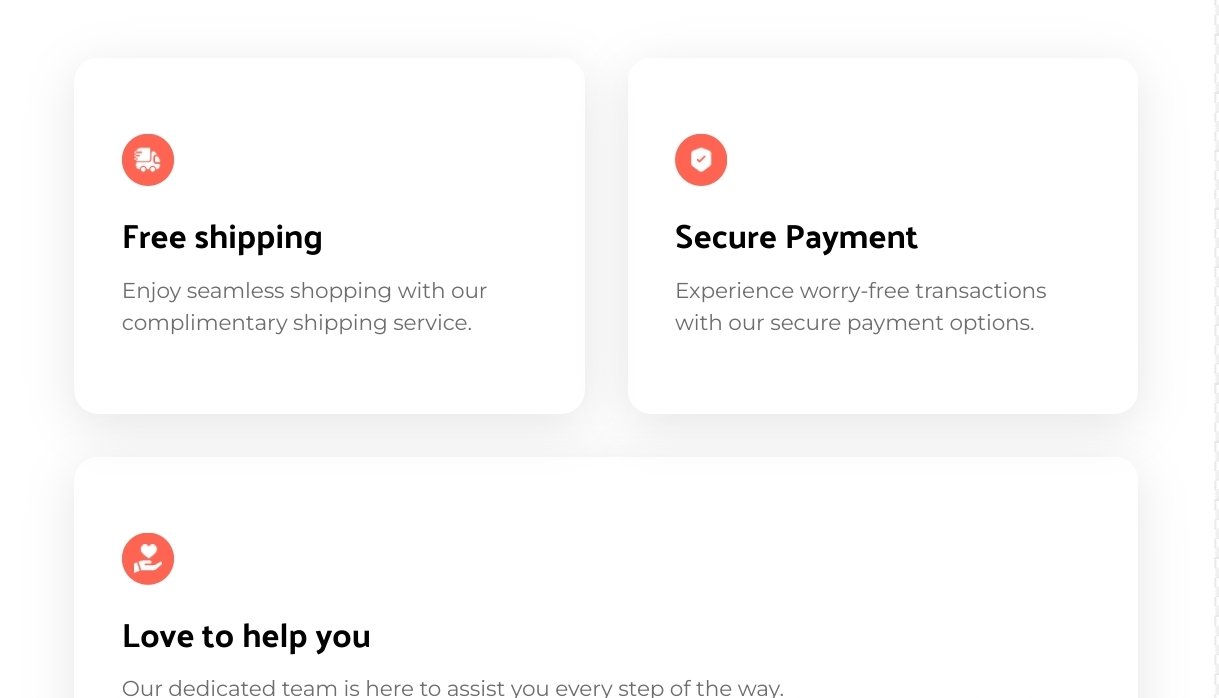 Free shipping
Enjoy seamless shopping with our
complimentary shipping service.
Secure Payment
Experience worry-free transactions
with our secure payment options.
Love to help you
Our dedicated team is here to assist you every step of the way.